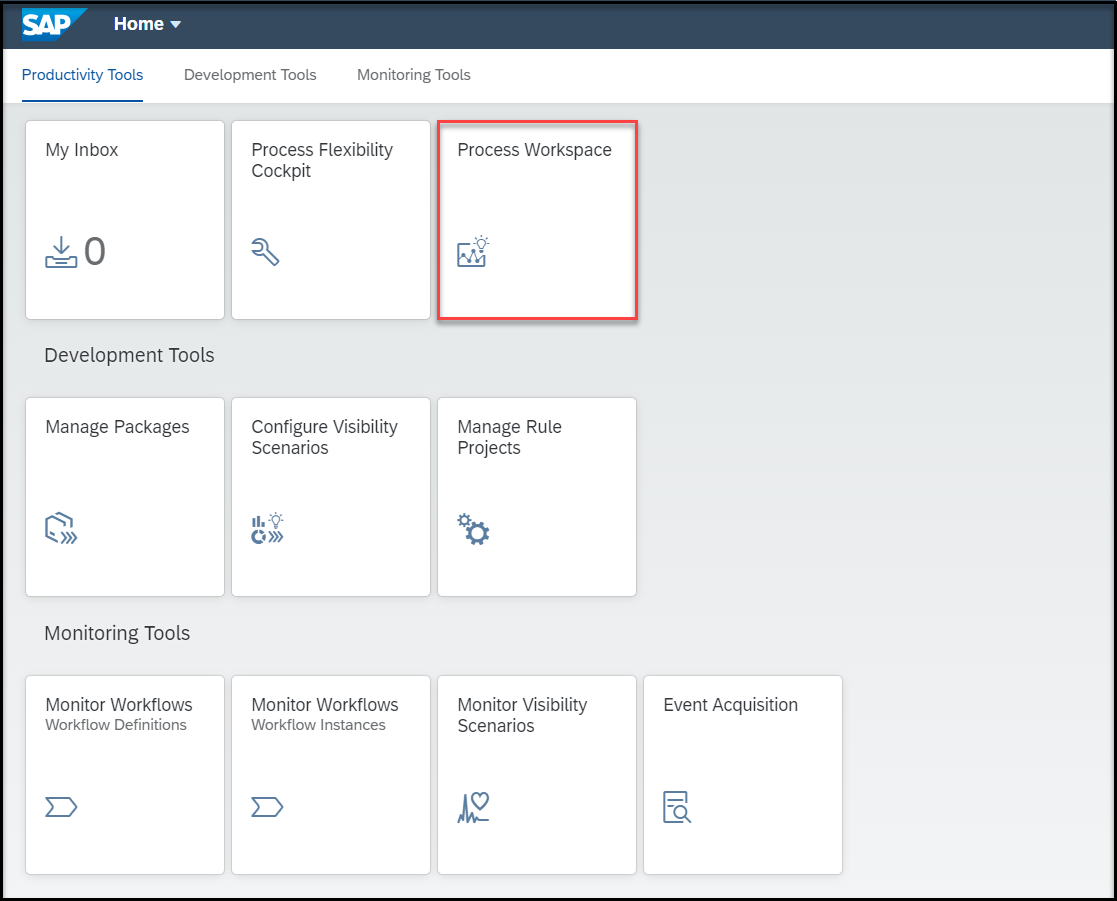 SAP Home
Productivity Tools Development Tools Monitoring Tools
My Inbox
0
Process Flexibility
Cockpit
Process Workspace
Development Tools
Manage Packages
Configure Visibility
Scenarios
Manage Rule
Projects
Monitoring Tools
Monitor Workflows
Workflow Definitions
Monitor Workflows
Workflow Instances
Monitor Visibility
Scenarios
Event Acquisition